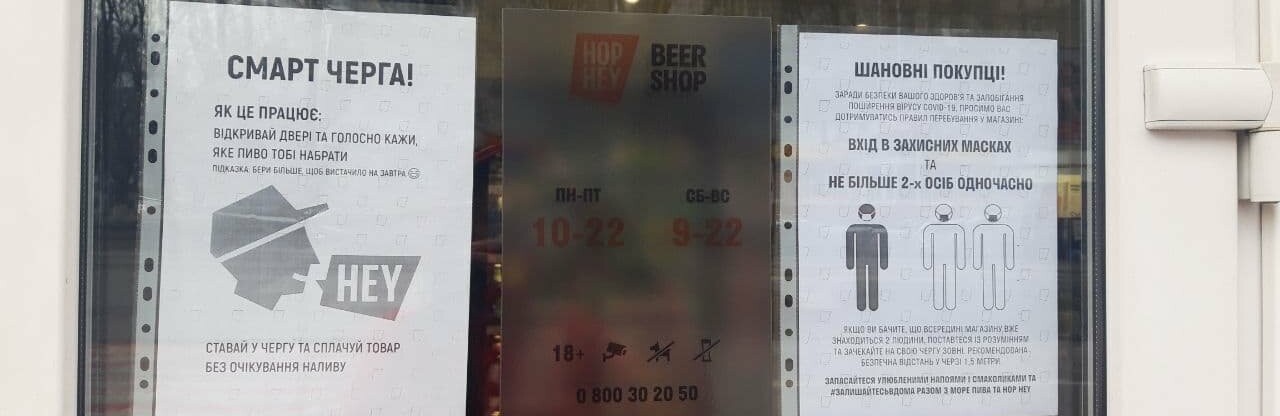 СМАРТ ЧЕРГА!
ЯК ЦЕ ПРАЦЮЄ:
ВІДКРИВАЙ ДВЕРІ ТА ГОЛОСНО КАЖИ,
ЯКЕ ПИВО ТОБІ НАБРАТИ
ПІДКАЗКА: БЕРИ БІЛЬШЕ, ЩОБ ВИСТАЧИЛО НА ЗАВТРА 😄
HEY
СТАВАЙ У ЧЕРГУ ТА СПЛАЧУЙ ТОВАР
БЕЗ ОЧІКУВАННЯ НАЛИВУ
HOP
HEY
BEER
SHOP
ПН-ПТ
10-22
СБ-ВС
9-22
18+
0 800 30 20 50
ШАНОВНІ ПОКУПЦІ!
ЗАРАДИ БЕЗПЕКИ ВАШОГО ЗДОРОВ'Я ТА ЗАПОБІГАННЯ
ПОШИРЕННЯ ВІРУСУ COVID-19, ПРОСИМО ВАС
ДОТРИМУВАТИСЬ ПРАВИЛ ПЕРЕБУВАННЯ У МАГАЗИНІ:
ВХІД В ЗАХИСНИХ МАСКАХ
ТА
НЕ БІЛЬШЕ 2-х ОСІБ ОДНОЧАСНО
ЯКЩО ВИ БАЧИТЕ, ЩО ВСЕРЕДИНІ МАГАЗИНУ ВЖЕ
ЗНАХОДИТЬСЯ 2 ЛЮДИНИ, ПОСТАВТЕСЯ ІЗ РОЗУМІННЯМ
ТА ЗАЧЕКАЙТЕ НА СВОЮ ЧЕРГУ ЗОВНІ. РЕКОМЕНДОВАНА
БЕЗПЕЧНА ВІДСТАНЬ У ЧЕРЗІ 1,5 МЕТРИ.
ЗАПАСАЙТЕСЯ УЛЮБЛЕНИМИ НАПОЯМИ І СМАКОЛИКАМИ ТА
#ЗАЛИШАЙТЕСЬВДОМА РАЗОМ З МОРЕ ПИВА ТА HOP HEY